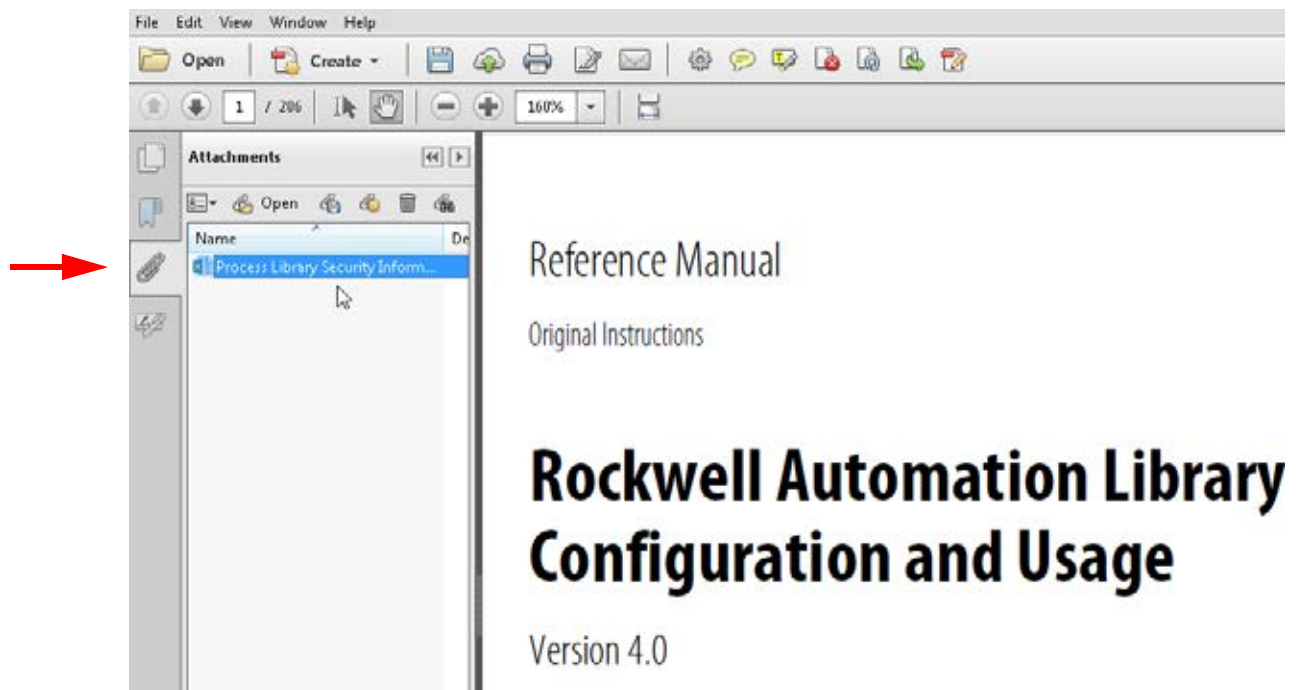 File Edit View Window Help
Open Create
1 / 206 160%
Attachments
Open
Name De
Process Library Security Inform...
Reference Manual
Original Instructions
Rockwell Automation Library
Configuration and Usage
Version 4.0